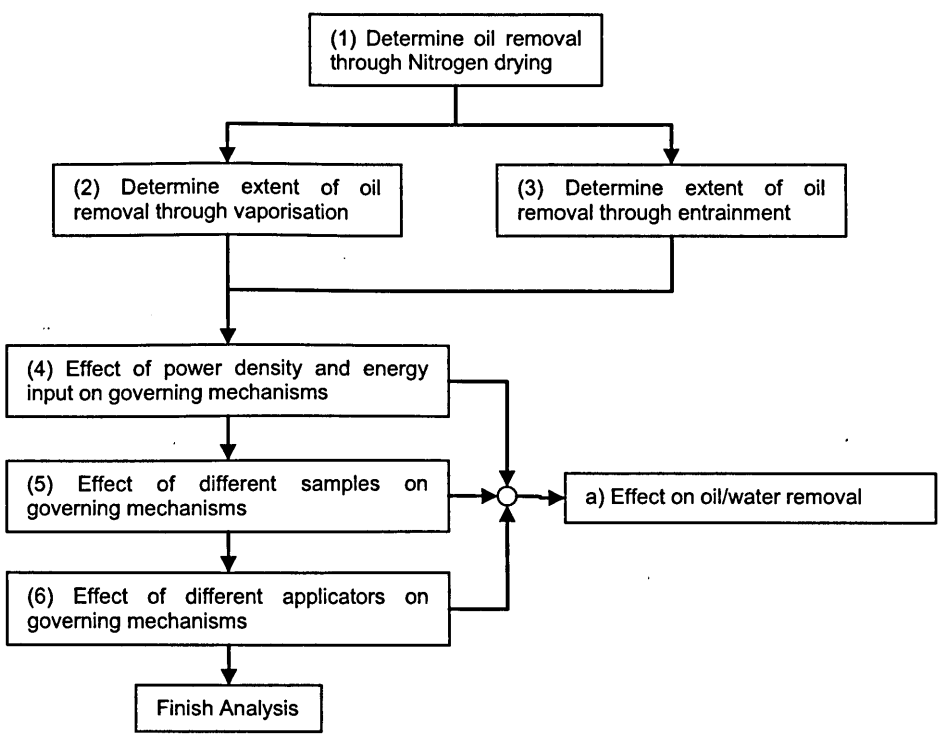 (1) Determine oil removal
through Nitrogen drying
(2) Determine extent of oil
removal through vaporisation
(3) Determine extent of oil
removal through entrainment
(4) Effect of power density and energy
input on governing mechanisms
(5) Effect of different samples on
governing mechanisms
a) Effect on oil/water removal
(6) Effect of different applicators on
governing mechanisms
Finish Analysis